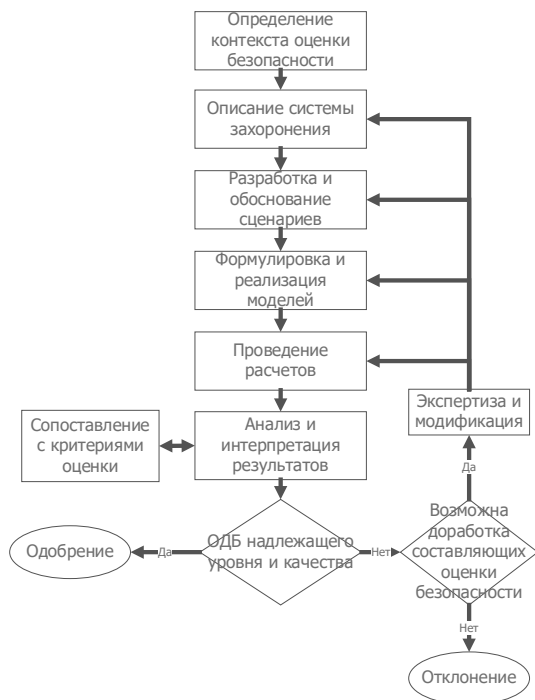 Определение
контекста оценки
безопасности
Описание системы
захоронения
Разработка и
обоснование
сценариев
Формулировка и
реализация
моделей
Проведение
расчетов
Экспертиза и
модификация
Сопоставление
с критериями
оценки
Анализ и
интерпретация
результатов
Да
Одобрение
Да
ОДБ надлежащего
уровня и качества
Нет
Возможна
доработка
составляющих
оценки
безопасности
Нет
Отклонение